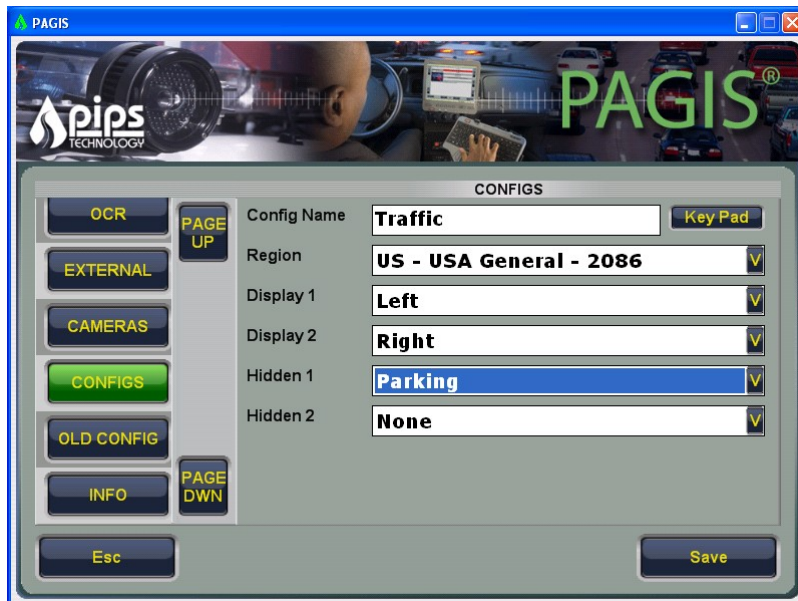 PAGIS
pips
TECHNOLOGY
PAGIS®
CONFIGS
OCR
EXTERNAL
CAMERAS
CONFIGS
OLD CONFIG
INFO
PAGE
UP
PAGE
DWN
Config Name
Traffic
Key Pad
Region
US - USA General - 2086
V
Display 1
Left
V
Display 2
Right
V
Hidden 1
Parking
V
Hidden 2
None
V
Esc
Save